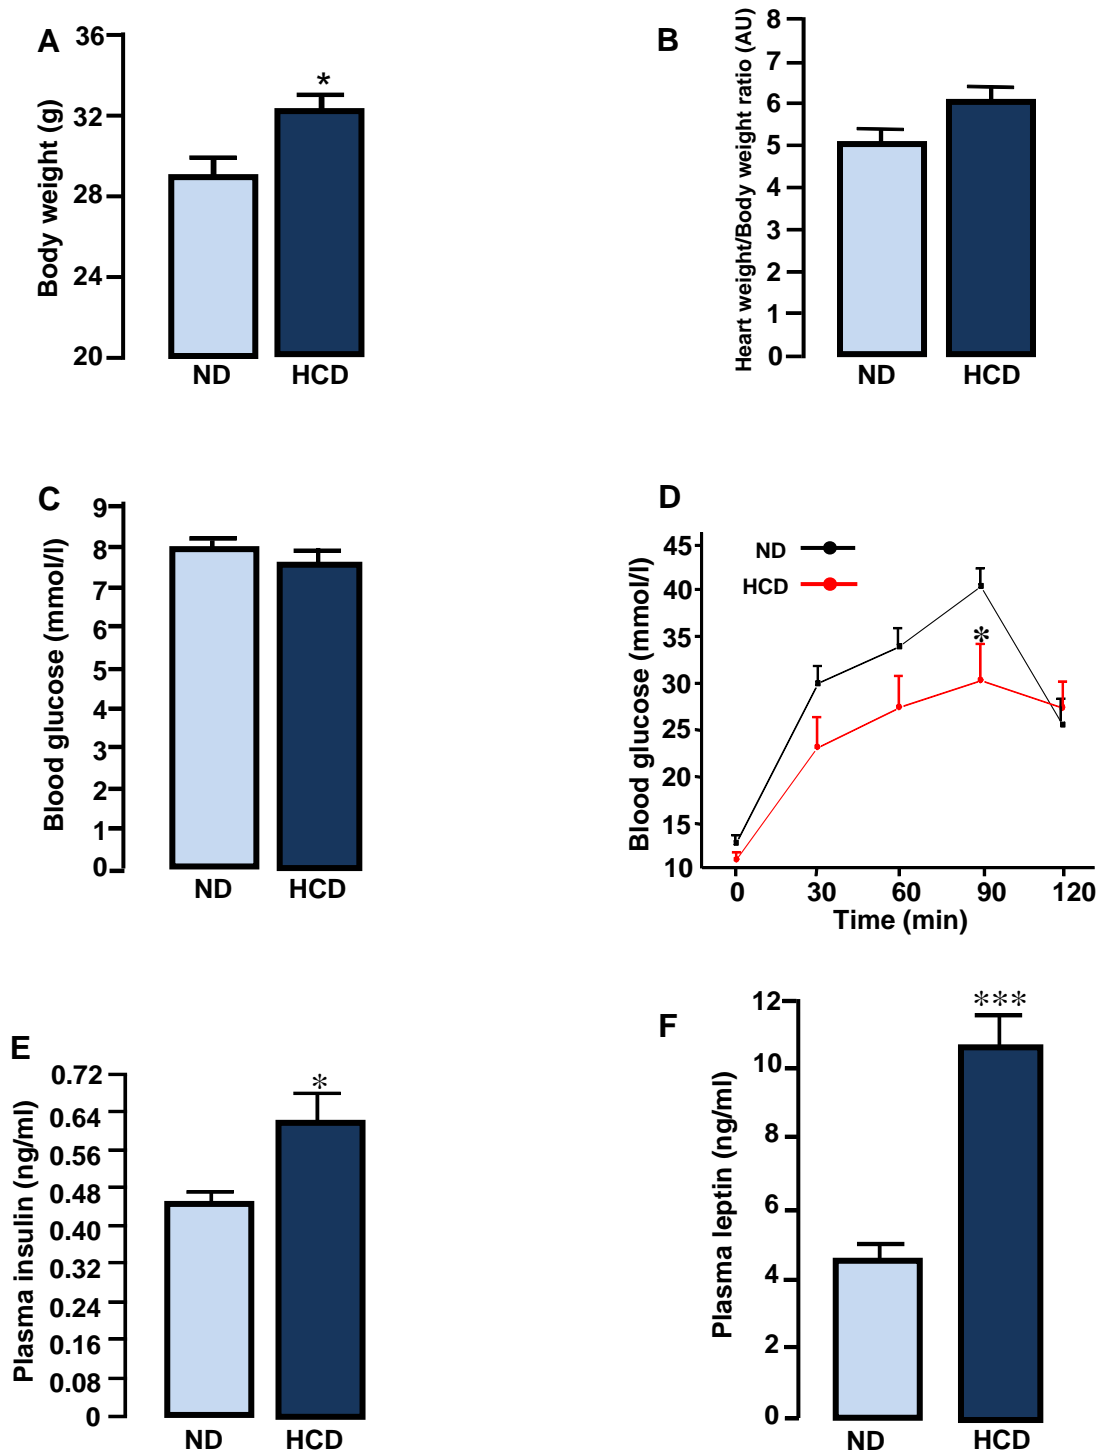 A
Body weight (g)
36
32
28
24
20
*
ND
HCD
B
Heart weight/Body weight ratio (AU)
8
7
6
5
4
3
2
1
0
ND
HCD
C
Blood glucose (mmol/l)
9
8
7
6
5
4
3
2
1
0
ND
HCD
D
Blood glucose (mmol/l)
45
40
35
30
25
20
15
10
ND
HCD
*
0 30 60 90 120
Time (min)
E
Plasma insulin (ng/ml)
0.72
0.64
0.56
0.48
0.40
0.32
0.24
0.16
0.08
0
*
ND
HCD
F
Plasma leptin (ng/ml)
12
10
8
6
4
2
0
***
ND
HCD